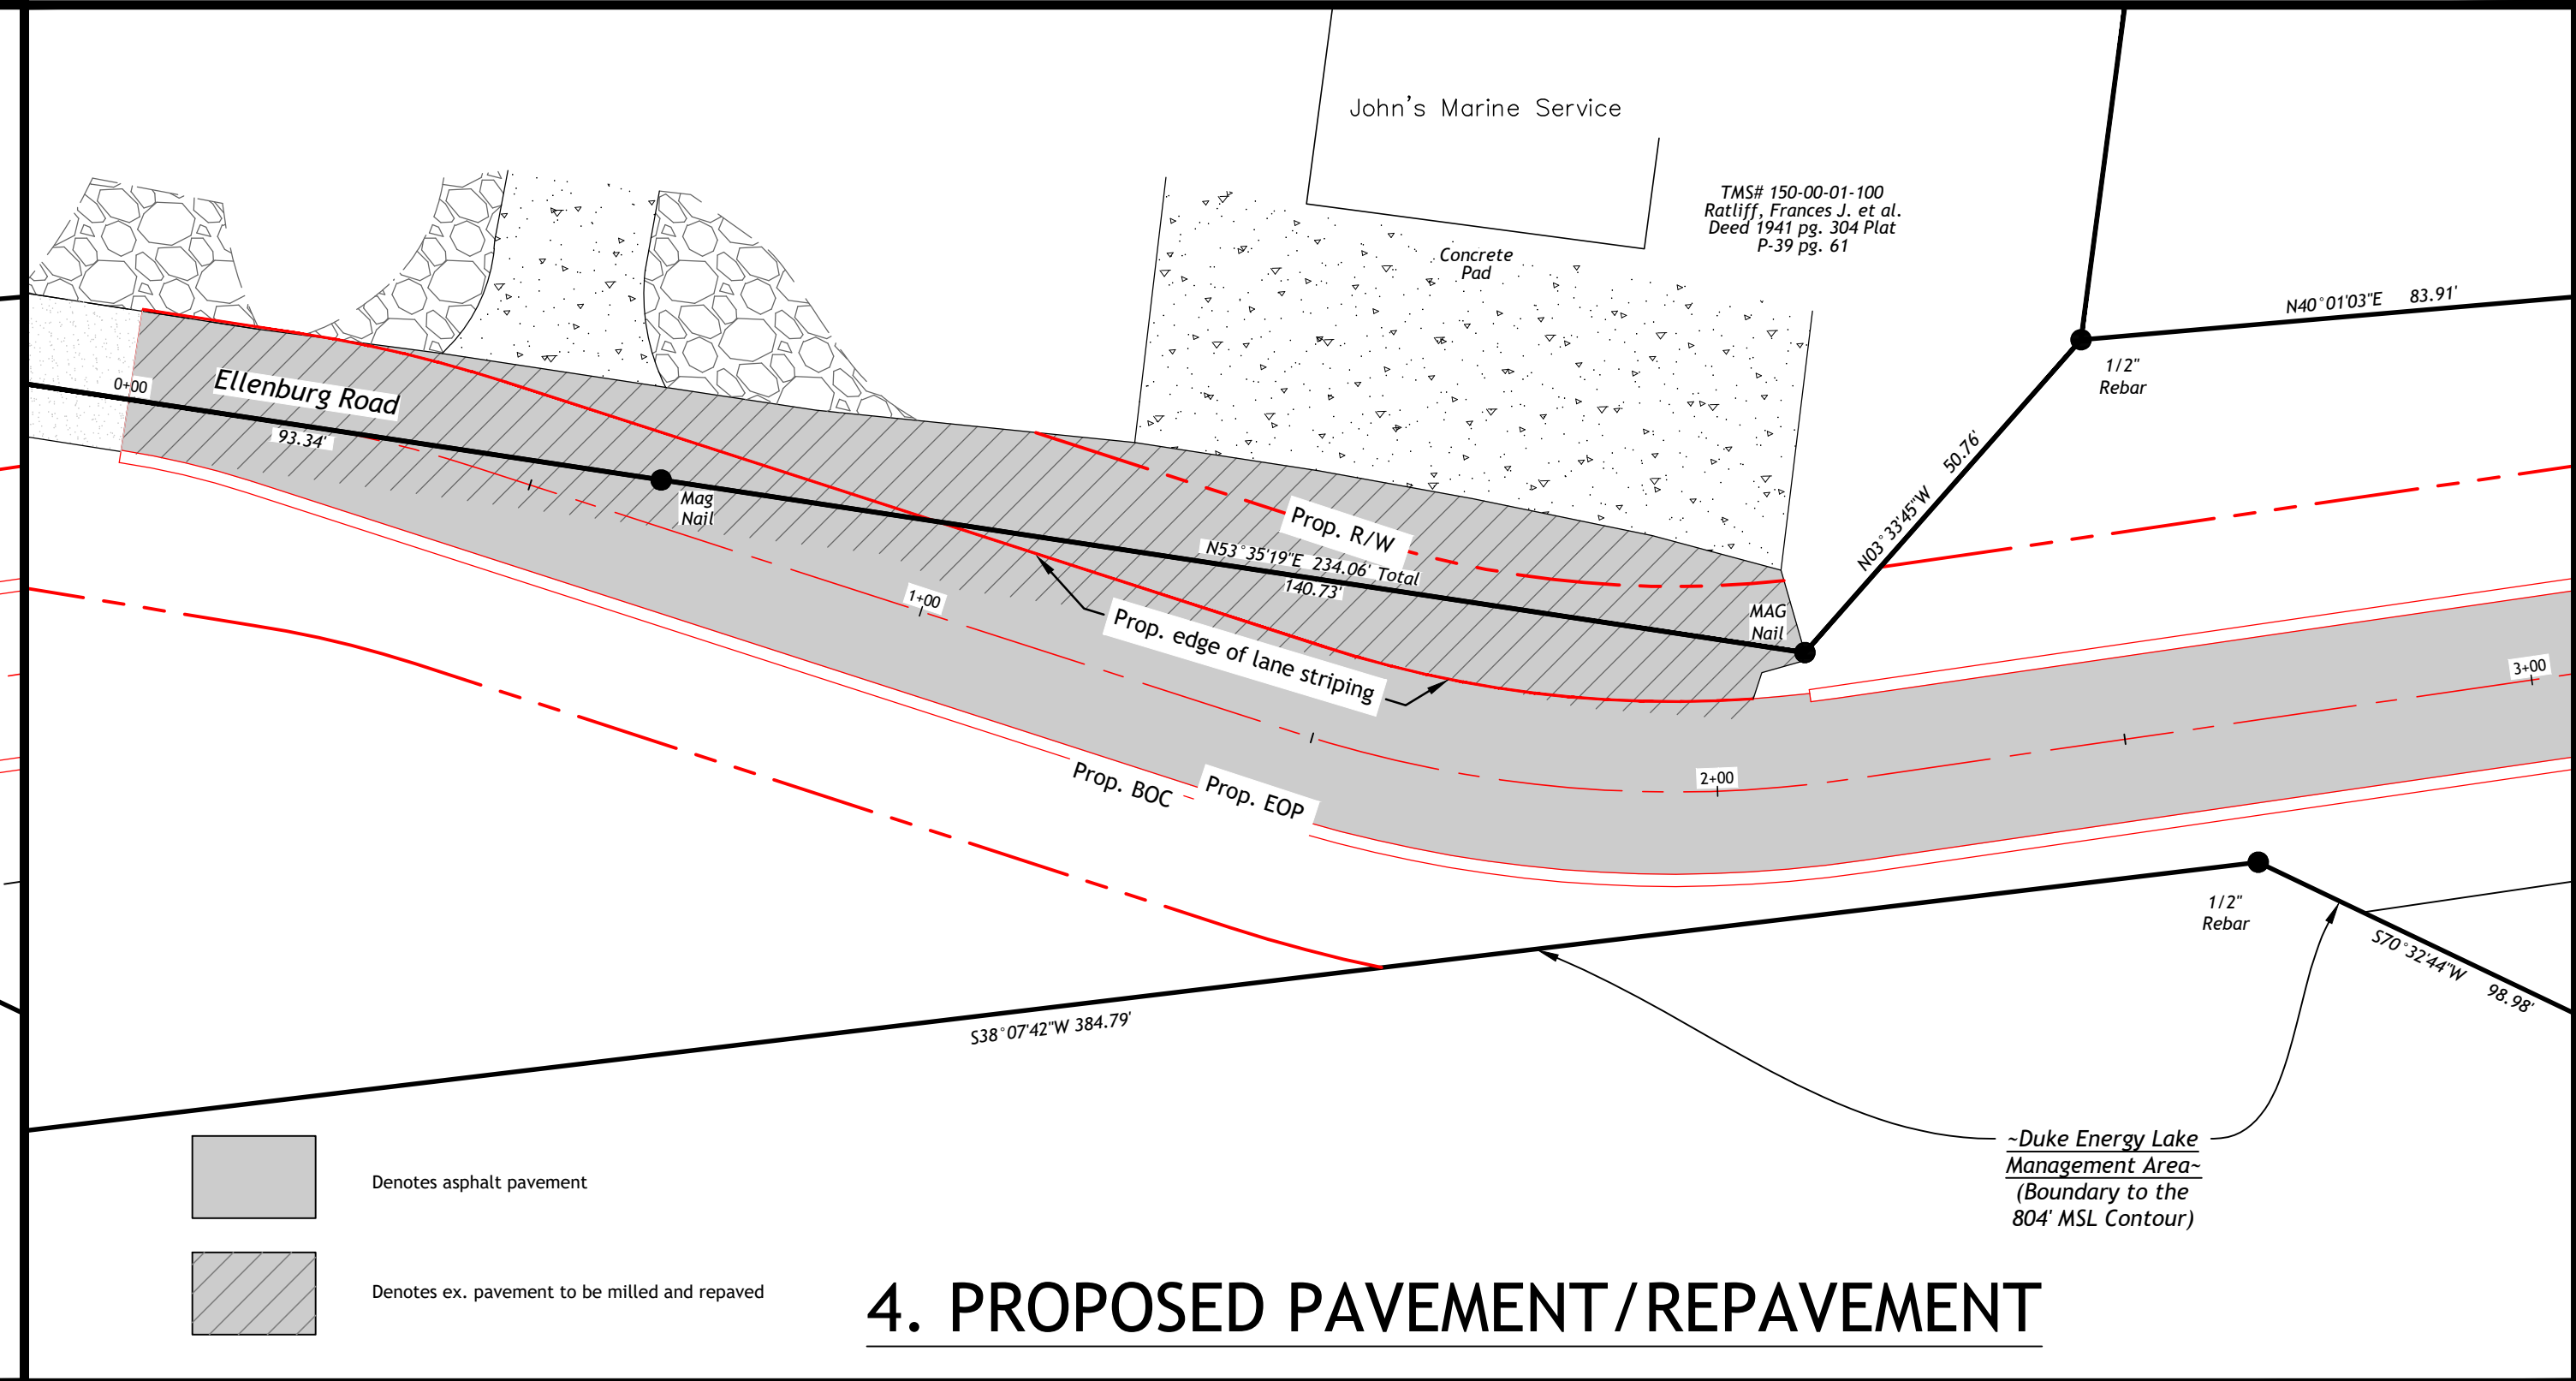 John's Marine Service
TMS# 150-00-01-100
Ratliff, Frances J. et al.
Deed 1941 pg. 304 Plat
P-39 pg. 61
Concrete
Pad
N40°01'03"E 83.91'
1/2"
Rebar
0+00
Ellenburg Road
93.34'
Mag
Nail
50.76'
N03°33'45"W
Prop. R/W
N53°35'19"E 234.06' Total
140.73'
1+00
Prop. edge of lane striping
MAG
Nail
3+00
2+00
Prop. BOC
Prop. EOP
1/2"
Rebar
S70°32'44"W
98.98'
S38°07'42"W 384.79'
~Duke Energy Lake
Management Area~
(Boundary to the
804' MSL Contour)
Denotes asphalt pavement
Denotes ex. pavement to be milled and repaved
4. PROPOSED PAVEMENT/REPAVEMENT